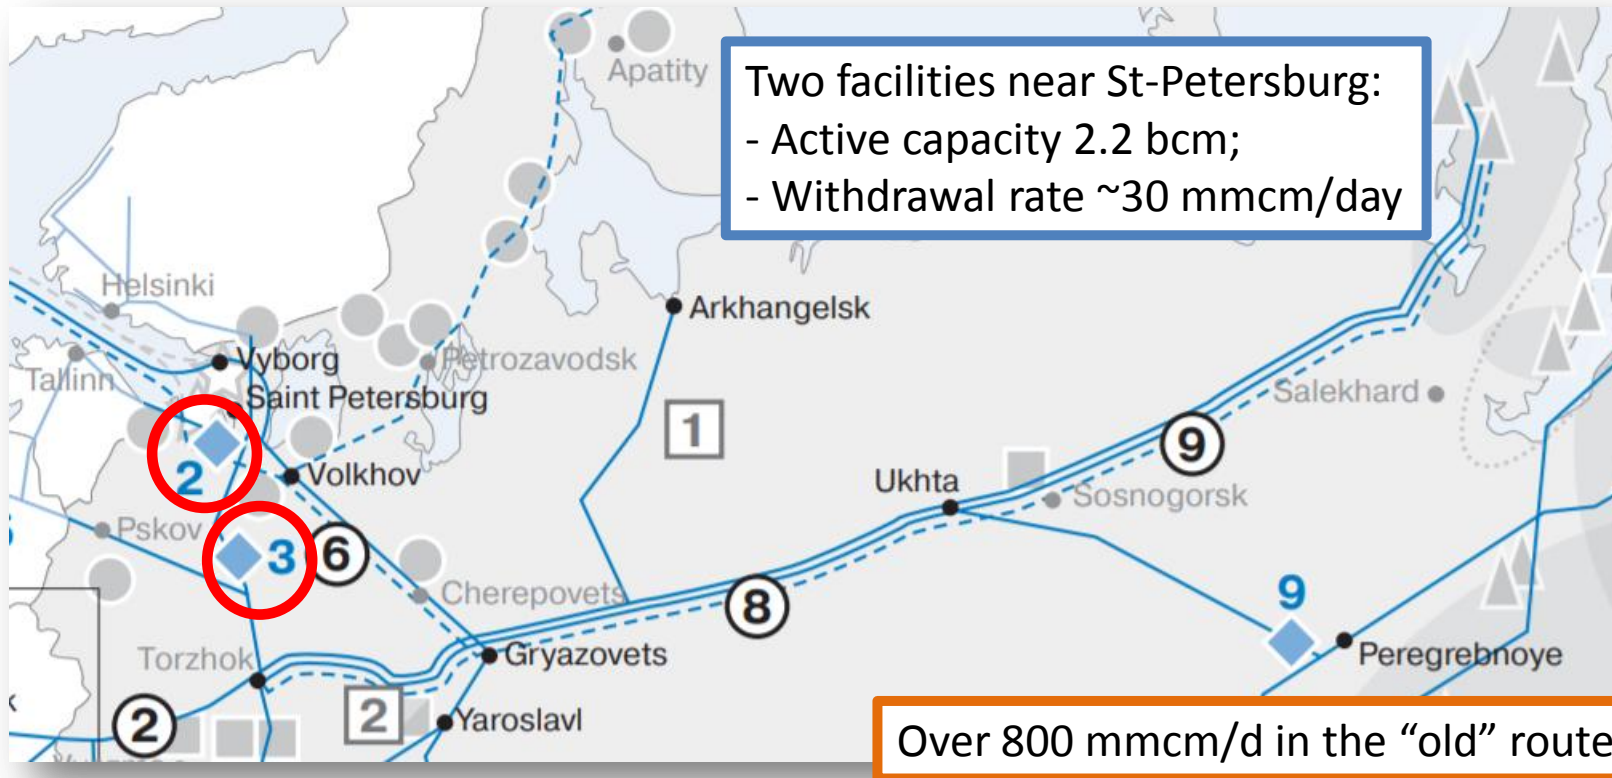 Apatity
Two facilities near St-Petersburg:
- Active capacity 2.2 bcm;
- Withdrawal rate ~30 mmcm/day
Helsinki
Arkhangelsk
Vyborg
Petrozavodsk
Tallinn
Saint Petersburg
Salekhard
1
9
2
Volkhov
Ukhta
Sosnogorsk
Pskov
3
6
Cherepovets
8
9
Torzhok
Gryazovets
Peregrebnoye
2
2
Yaroslavl
Over 800 mmcm/d in the “old” route